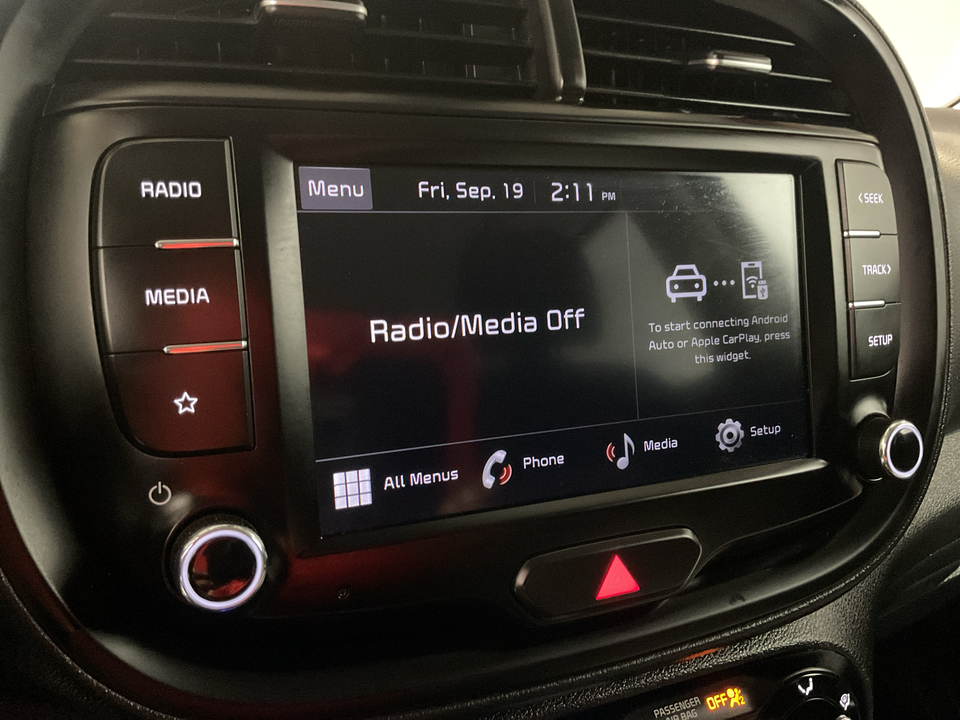 RADIO
MEDIA
Menu
Fri, Sep. 19
2:11 PM
Radio/Media Off
To start connecting Android
Auto or Apple CarPlay, press
this widget.
All Menus
Phone
Media
Setup
< SEEK
TRACK >
SETUP
PASSENGER
AIR BAG
OFF
2